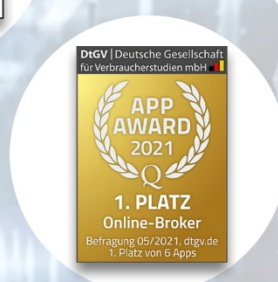 DtGV | Deutsche Gesellschaft
für Verbraucherstudien mbH
APP
AWARD
2021
Q
1. PLATZ
Online-Broker
Befragung 05/2021, dtgv.de
1. Platz von 6 Apps